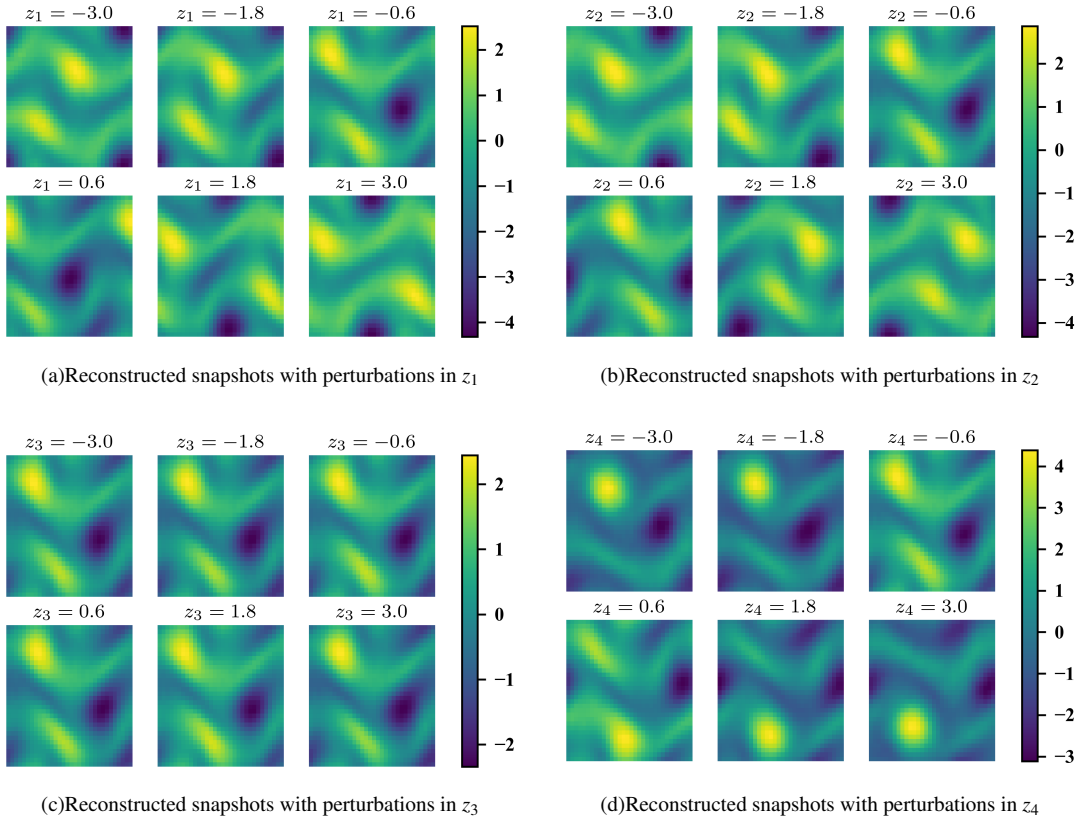 z₁ = −3.0 z₁ = −1.8 z₁ = −0.6
z₁ = 0.6 z₁ = 1.8 z₁ = 3.0
2
1
0
−1
−2
−3
−4
(a)Reconstructed snapshots with perturbations in z₁
z₂ = −3.0 z₂ = −1.8 z₂ = −0.6
z₂ = 0.6 z₂ = 1.8 z₂ = 3.0
2
1
0
−1
−2
−3
−4
(b)Reconstructed snapshots with perturbations in z₂
z₃ = −3.0 z₃ = −1.8 z₃ = −0.6
z₃ = 0.6 z₃ = 1.8 z₃ = 3.0
2
1
0
−1
−2
(c)Reconstructed snapshots with perturbations in z₃
z₄ = −3.0 z₄ = −1.8 z₄ = −0.6
z₄ = 0.6 z₄ = 1.8 z₄ = 3.0
4
3
2
1
0
−1
−2
−3
(d)Reconstructed snapshots with perturbations in z₄